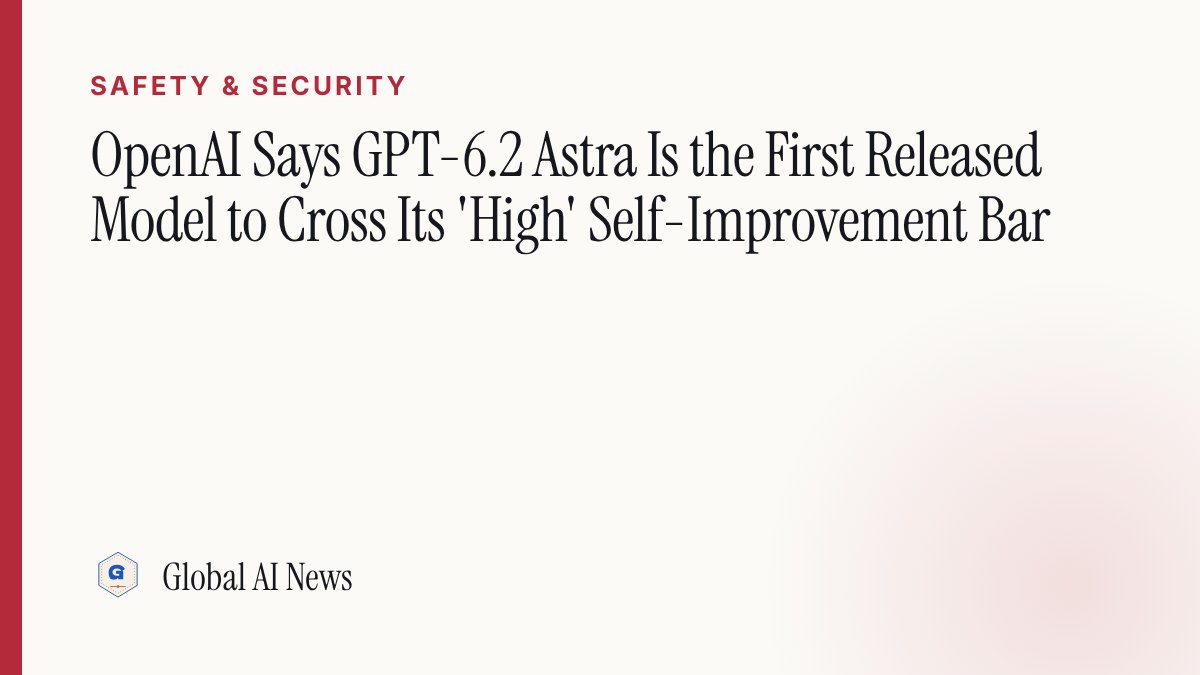 SAFETY & SECURITY
OpenAI Says GPT-6.2 Astra Is the First Released
Model to Cross Its 'High' Self-Improvement Bar
G
Global AI News